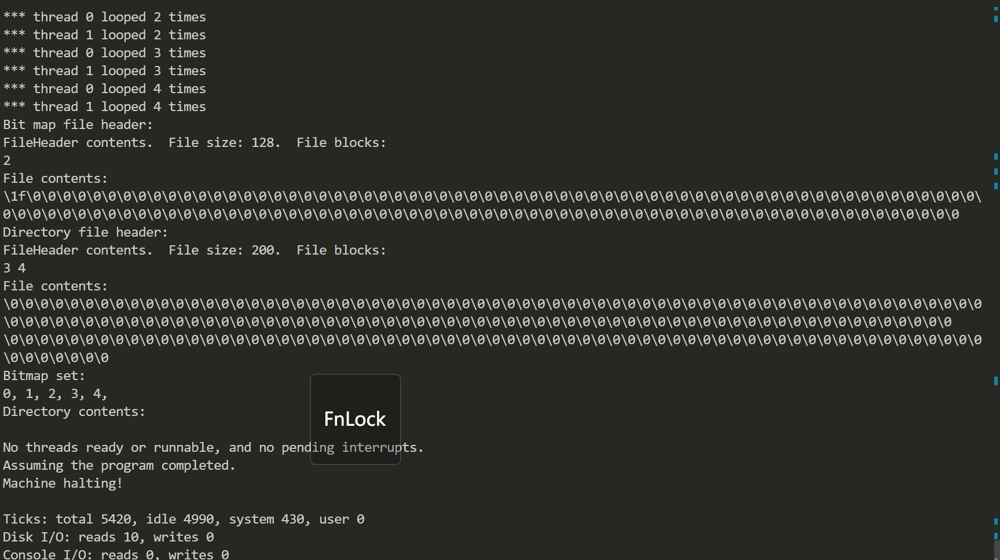 *** thread 0 looped 2 times
*** thread 1 looped 2 times
*** thread 0 looped 3 times
*** thread 1 looped 3 times
*** thread 0 looped 4 times
*** thread 1 looped 4 times
Bit map file header:
FileHeader contents.  File size: 128.  File blocks:
2
File contents:
\1f\0\0\0\0\0\0\0\0\0\0\0\0\0\0\0\0\0\0\0\0\0\0\0\0\0\0\0\0\0\0\0\0\0\0\0\0\0\0\0\0\0\0\0\0\0\0\0\0\0\0\0\0\0\0\0\0\0\0\0\0\0\0\0\
0\0\0\0\0\0\0\0\0\0\0\0\0\0\0\0\0\0\0\0\0\0\0\0\0\0\0\0\0\0\0\0\0\0\0\0\0\0\0\0\0\0\0\0\0\0\0\0\0\0\0\0\0\0\0\0\0\0\0\0\0\0\0\0
Directory file header:
FileHeader contents.  File size: 200.  File blocks:
3 4
File contents:
\0\0\0\0\0\0\0\0\0\0\0\0\0\0\0\0\0\0\0\0\0\0\0\0\0\0\0\0\0\0\0\0\0\0\0\0\0\0\0\0\0\0\0\0\0\0\0\0\0\0\0\0\0\0\0\0\0\0\0\0\0\0\0\0\0
\0\0\0\0\0\0\0\0\0\0\0\0\0\0\0\0\0\0\0\0\0\0\0\0\0\0\0\0\0\0\0\0\0\0\0\0\0\0\0\0\0\0\0\0\0\0\0\0\0\0\0\0\0\0\0\0\0\0\0\0\0\0\0
\0\0\0\0\0\0\0\0\0\0\0\0\0\0\0\0\0\0\0\0\0\0\0\0\0\0\0\0\0\0\0\0\0\0\0\0\0\0\0\0\0\0\0\0\0\0\0\0\0\0\0\0\0\0\0\0\0\0\0\0\0\0\0\0\0
\0\0\0\0\0\0\0
Bitmap set:
0, 1, 2, 3, 4,
Directory contents:
FnLock
No threads ready or runnable, and no pending interrupts.
Assuming the program completed.
Machine halting!
Ticks: total 5420, idle 4990, system 430, user 0
Disk I/O: reads 10, writes 0
Console I/O: reads 0, writes 0